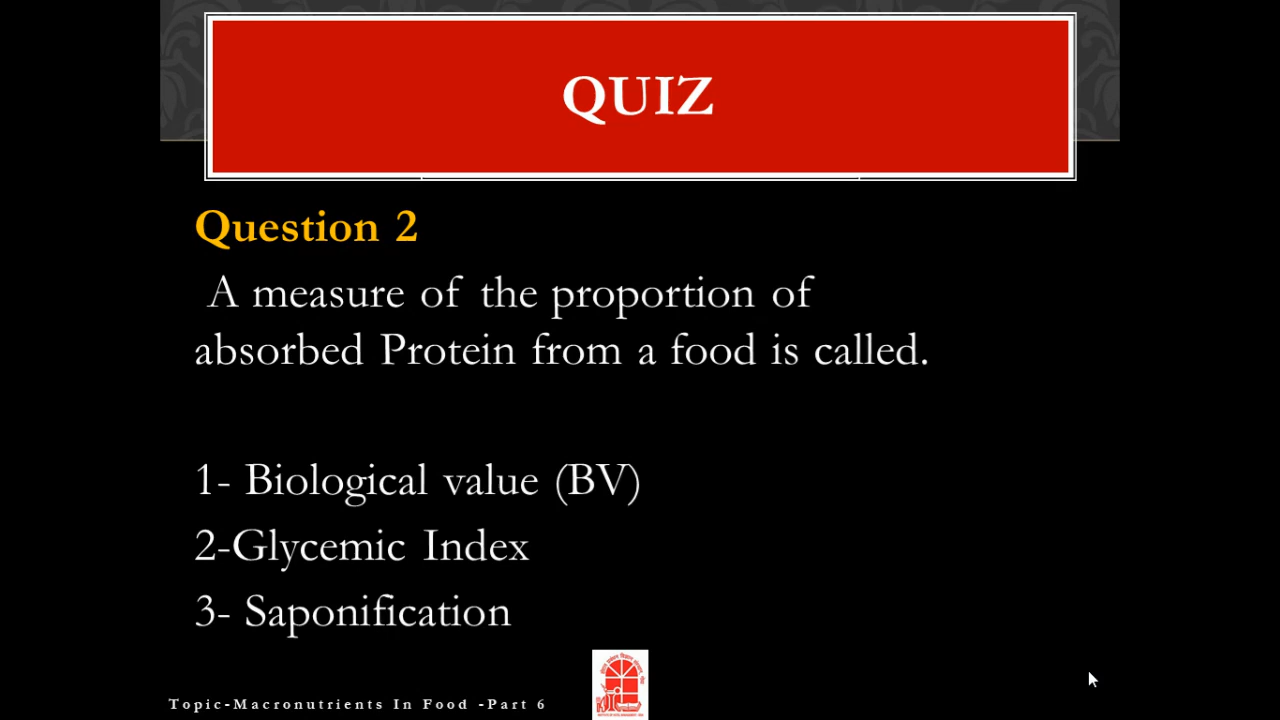 QUIZ
Question 2
A measure of the proportion of
absorbed Protein from a food is called.
1- Biological value (BV)
2-Glycemic Index
3- Saponification
Topic-Macronutrients In Food -Part 6